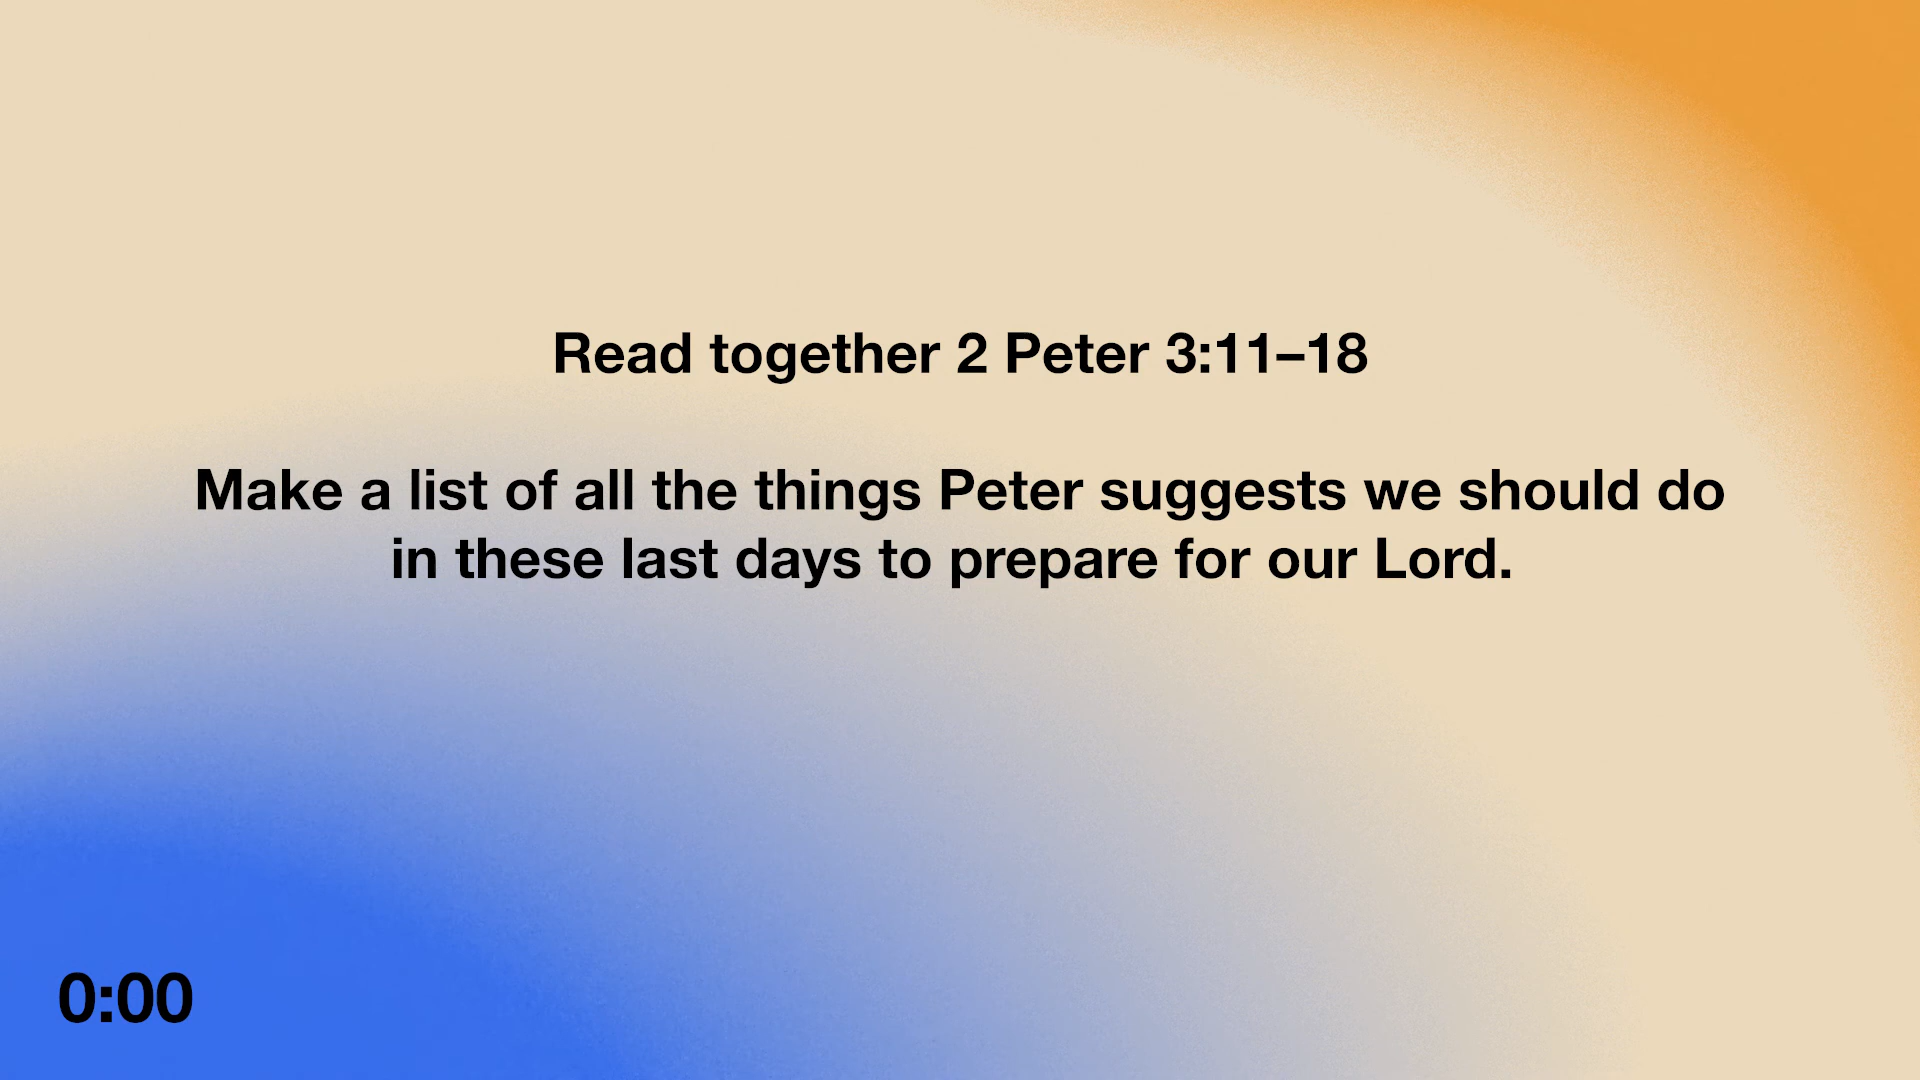 Read together 2 Peter 3:11–18
Make a list of all the things Peter suggests we should do
in these last days to prepare for our Lord.
0:00